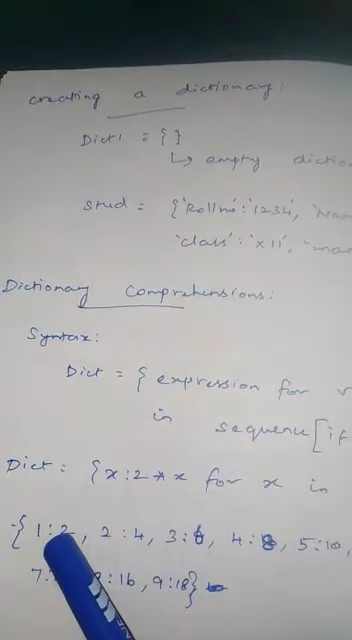 creating a dictionary:
Dict1 = { }
↳ empty
Stud = {'Rollno':'1234',
'class':'XII',
Dictionary Comprehensions:
Syntax:
Dict = { expression for
in sequence [if
Dict = {x:2*x for x in
{1:2, 2:4, 3:6, 4:8, 5:10,
:16, 9:18}